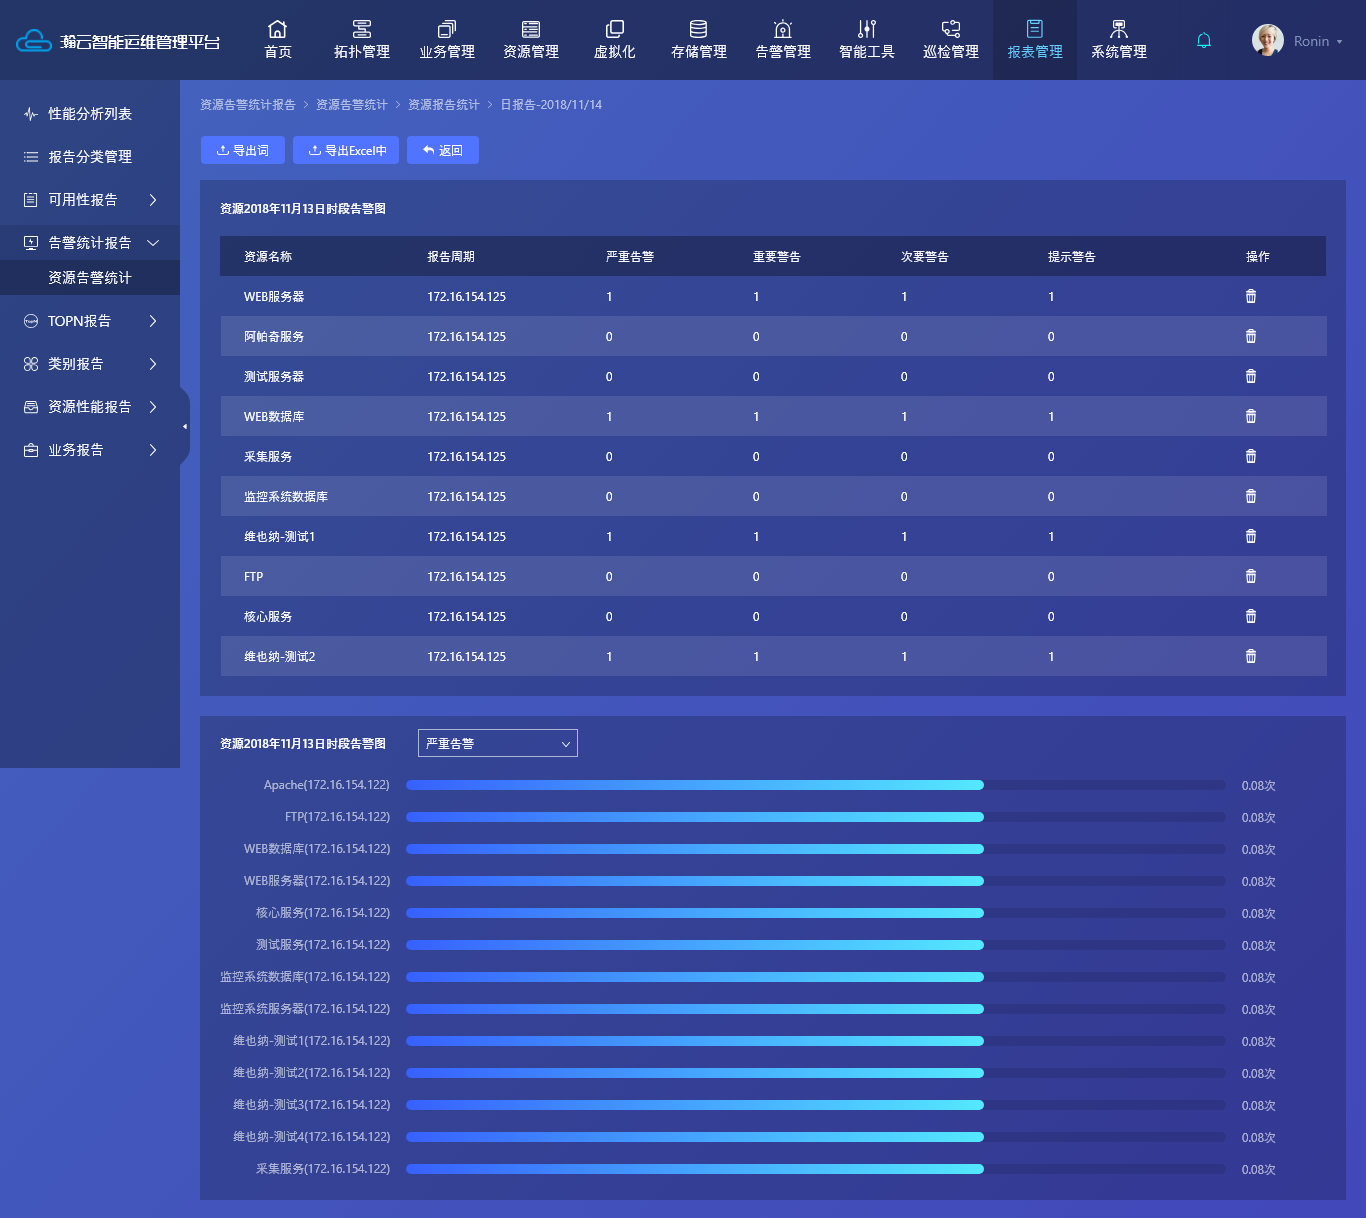 瀚云智能运维管理平台
首页 拓扑管理 业务管理 资源管理 虚拟化 存储管理 告警管理 智能工具 巡检管理 报表管理 系统管理 Ronin
性能分析列表
报告分类管理
可用性报告
告警统计报告
资源告警统计
TOPN报告
类别报告
资源性能报告
业务报告
资源告警统计报告 > 资源告警统计 > 资源报告统计 > 日报告-2018/11/14
导出词 导出Excel中 返回
资源2018年11月13日时段告警图
资源名称 报告周期 严重告警 重要警告 次要警告 提示警告 操作
WEB服务器 172.16.154.125 1 1 1 1
阿帕奇服务 172.16.154.125 0 0 0 0
测试服务器 172.16.154.125 0 0 0 0
WEB数据库 172.16.154.125 1 1 1 1
采集服务 172.16.154.125 0 0 0 0
监控系统数据库 172.16.154.125 0 0 0 0
维也纳-测试1 172.16.154.125 1 1 1 1
FTP 172.16.154.125 0 0 0 0
核心服务 172.16.154.125 0 0 0 0
维也纳-测试2 172.16.154.125 1 1 1 1
资源2018年11月13日时段告警图 严重告警
Apache(172.16.154.122) 0.08次
FTP(172.16.154.122) 0.08次
WEB数据库(172.16.154.122) 0.08次
WEB服务器(172.16.154.122) 0.08次
核心服务(172.16.154.122) 0.08次
测试服务(172.16.154.122) 0.08次
监控系统数据库(172.16.154.122) 0.08次
监控系统服务器(172.16.154.122) 0.08次
维也纳-测试1(172.16.154.122) 0.08次
维也纳-测试2(172.16.154.122) 0.08次
维也纳-测试3(172.16.154.122) 0.08次
维也纳-测试4(172.16.154.122) 0.08次
采集服务(172.16.154.122) 0.08次